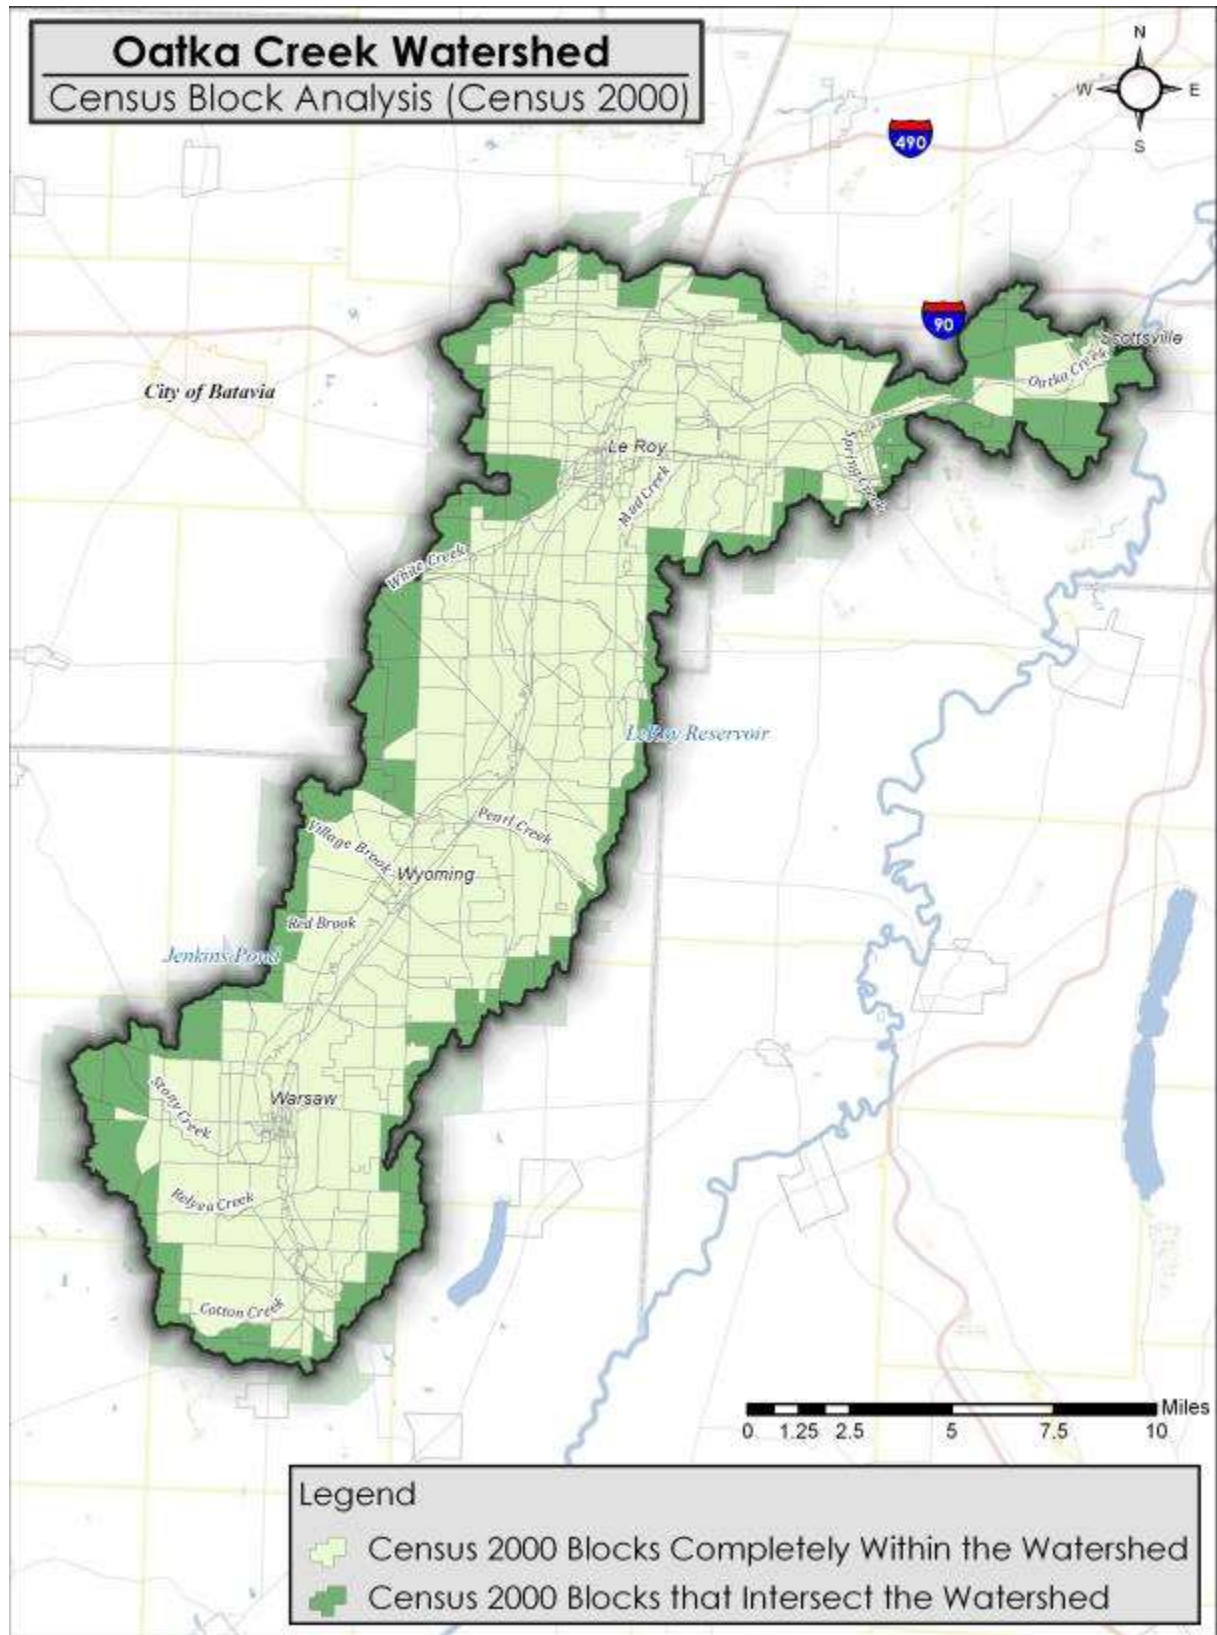 Oatka Creek Watershed
Census Block Analysis (Census 2000)
N
W
E
S
490
90
Scottsville
Oatka Creek
City of Batavia
Le Roy
Spring Creek
Mud Creek
White Creek
LeRoy Reservoir
Pearl Creek
Village Brook
Wyoming
Red Brook
Jenkins Pond
Stony Creek
Warsaw
Relyea Creek
Cotton Creek
Miles
0 1.25 2.5 5 7.5 10
Legend
Census 2000 Blocks Completely Within the Watershed
Census 2000 Blocks that Intersect the Watershed